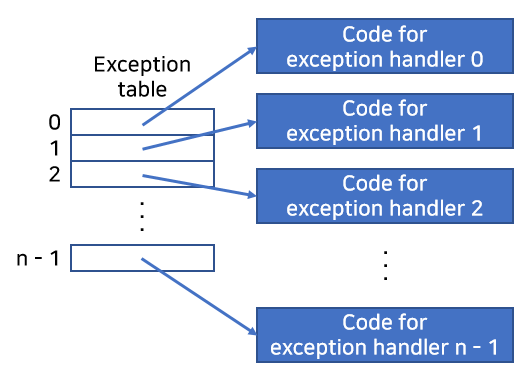 Exception
table
0
1
2
n - 1
Code for
exception handler 0
Code for
exception handler 1
Code for
exception handler 2
Code for
exception handler n - 1